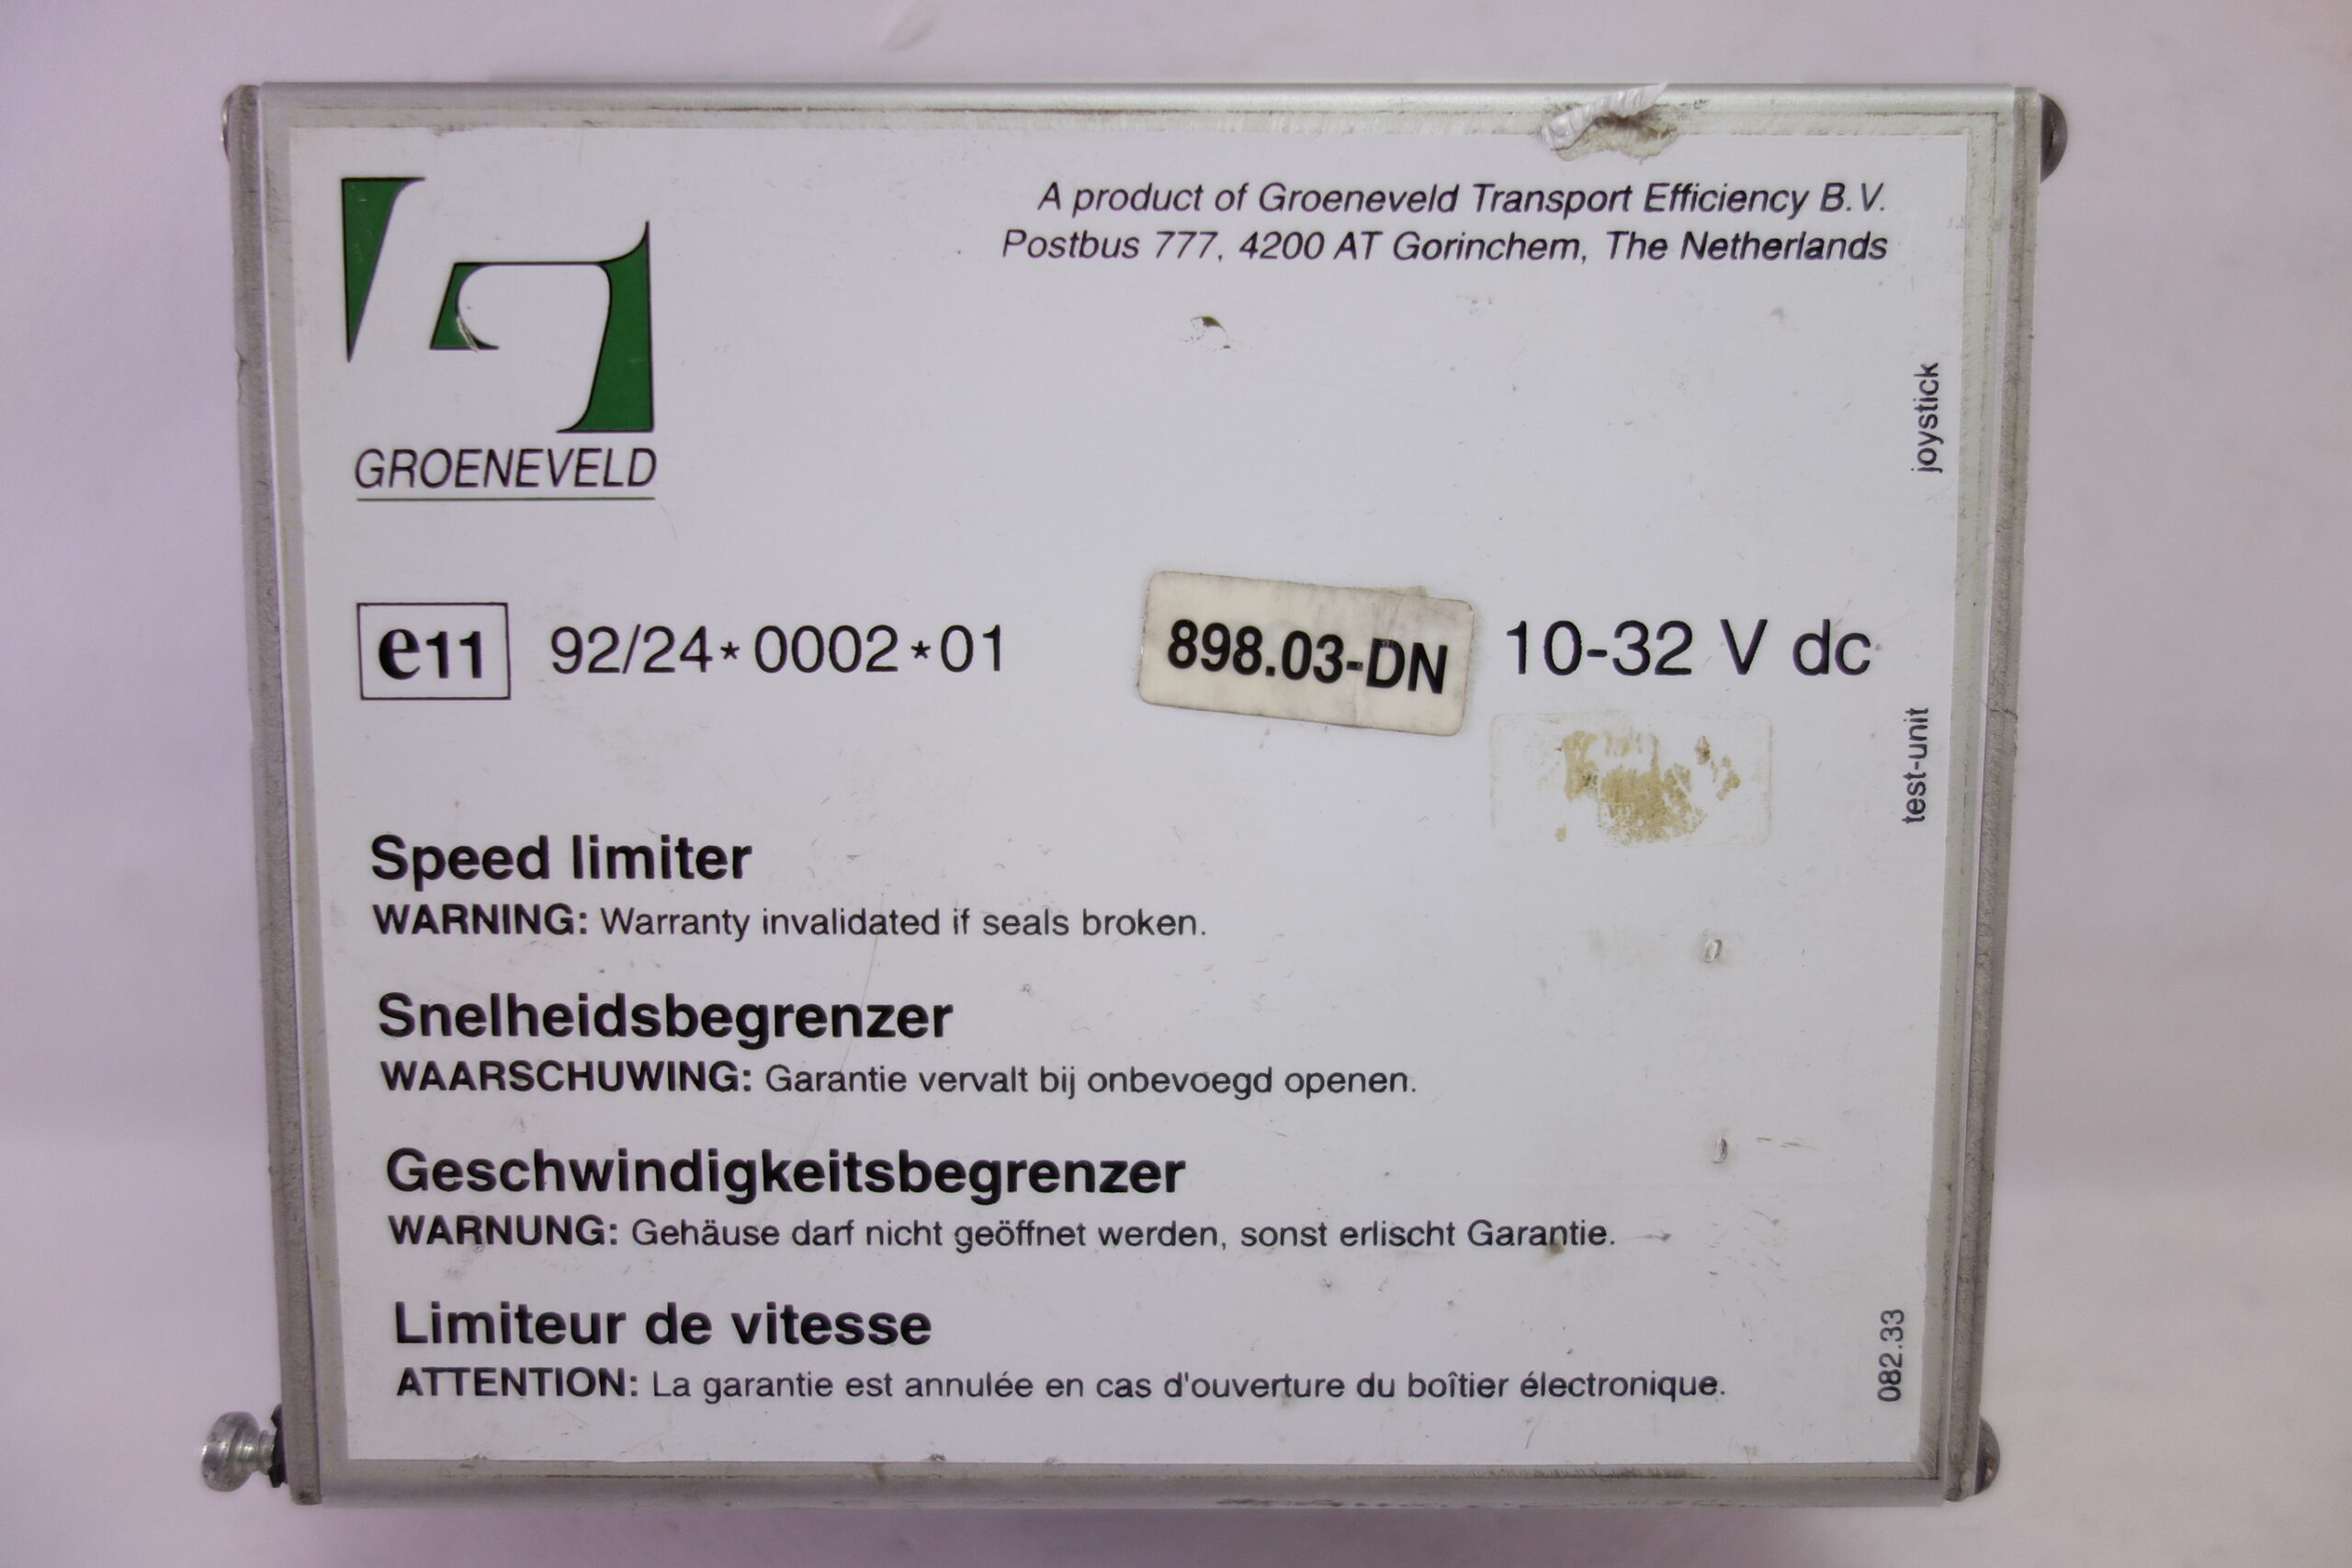 A product of Groeneveld Transport Efficiency B.V.
Postbus 777, 4200 AT Gorinchem, The Netherlands
GROENEVELD
joystick
e11 92/24*0002*01 898.03-DN 10-32 V dc
test-unit
Speed limiter
WARNING: Warranty invalidated if seals broken.
Snelheidsbegrenzer
WAARSCHUWING: Garantie vervalt bij onbevoegd openen.
Geschwindigkeitsbegrenzer
WARNUNG: Gehäuse darf nicht geöffnet werden, sonst erlischt Garantie.
Limiteur de vitesse
ATTENTION: La garantie est annulée en cas d'ouverture du boîtier électronique.
082.33